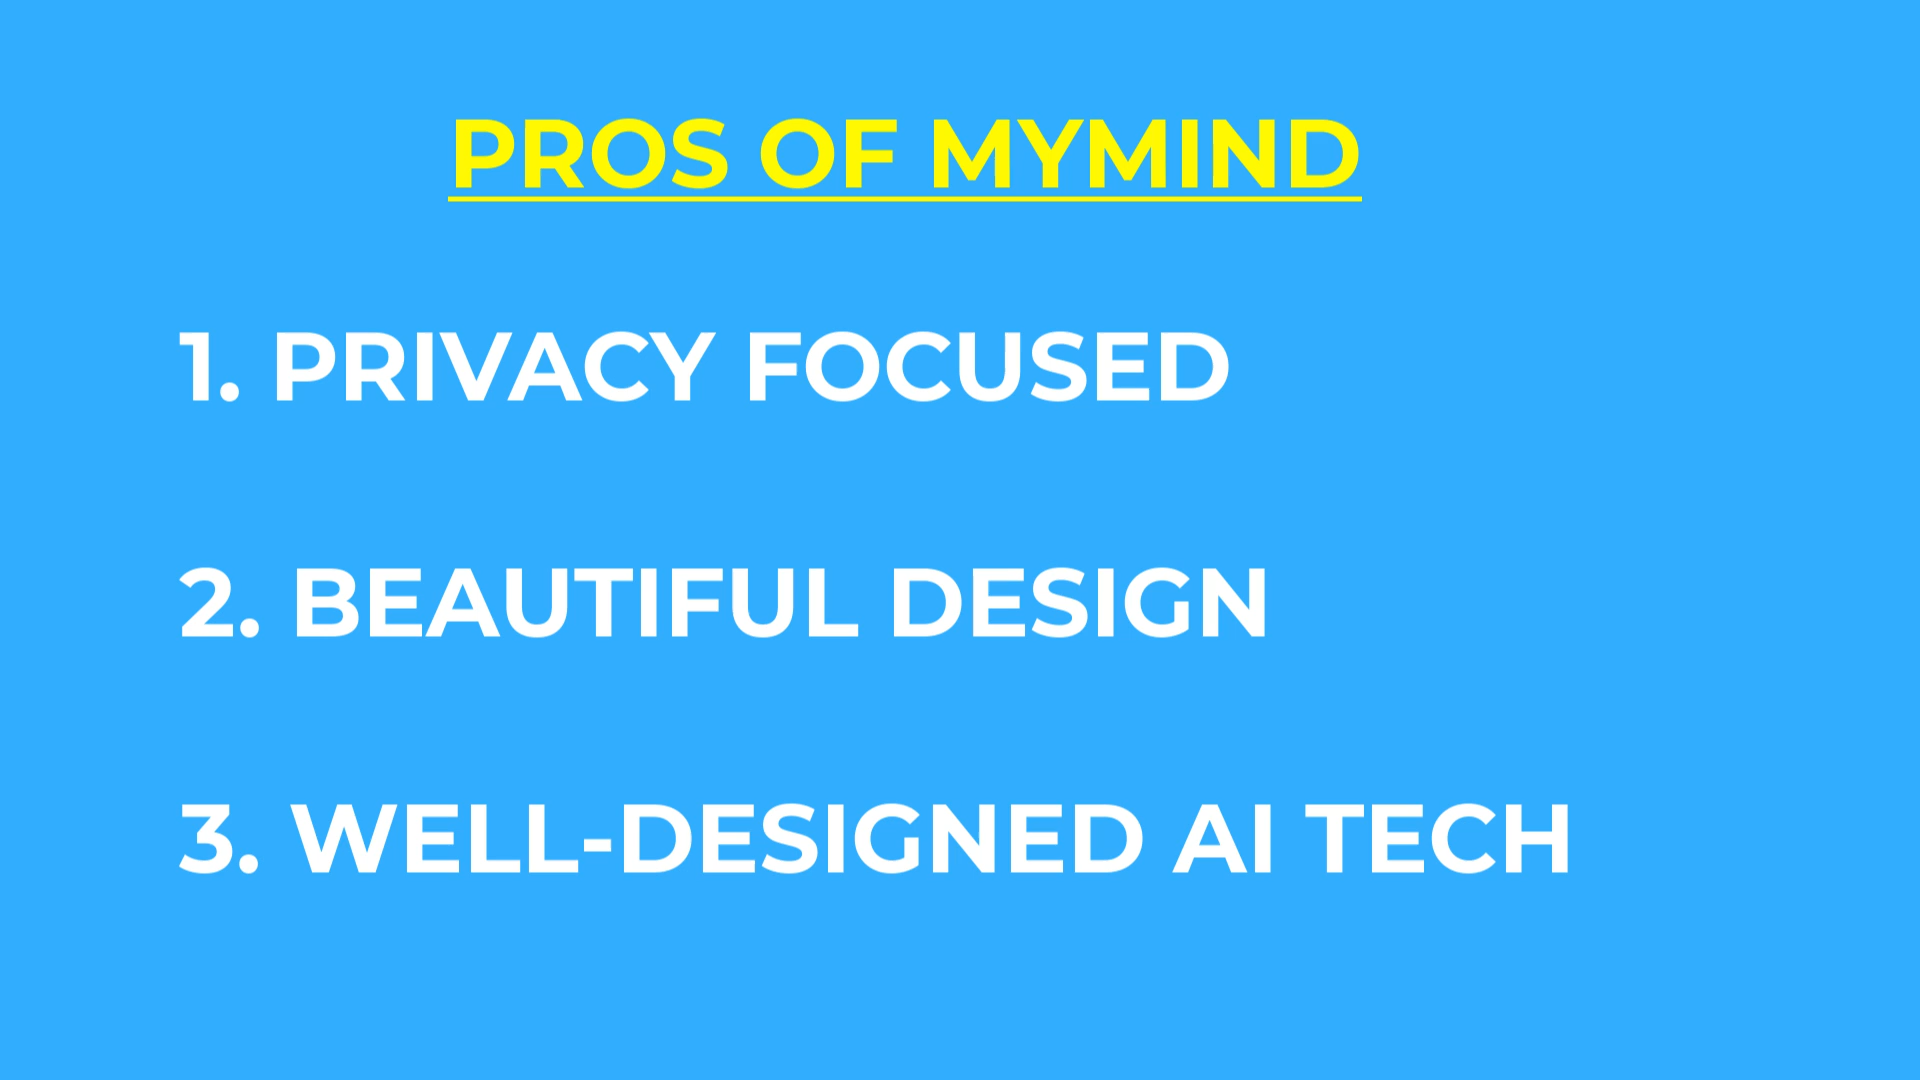 PROS OF MYMIND
1. PRIVACY FOCUSED
2. BEAUTIFUL DESIGN
3. WELL-DESIGNED AI TECH